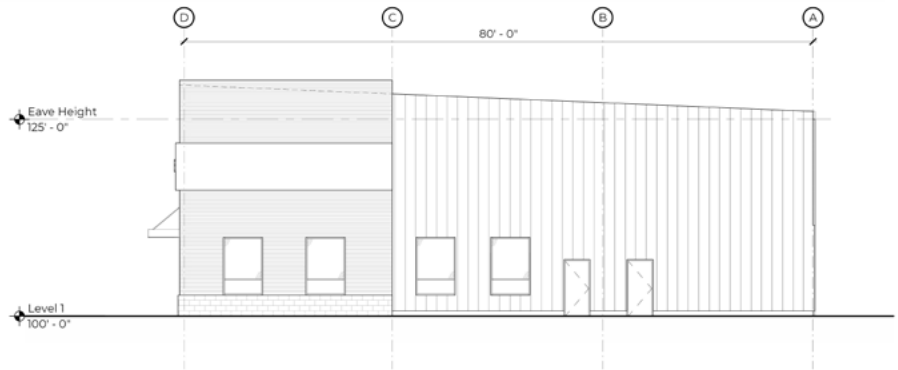 D C B A
80' - 0"
Eave Height
125' - 0"
Level 1
100' - 0"